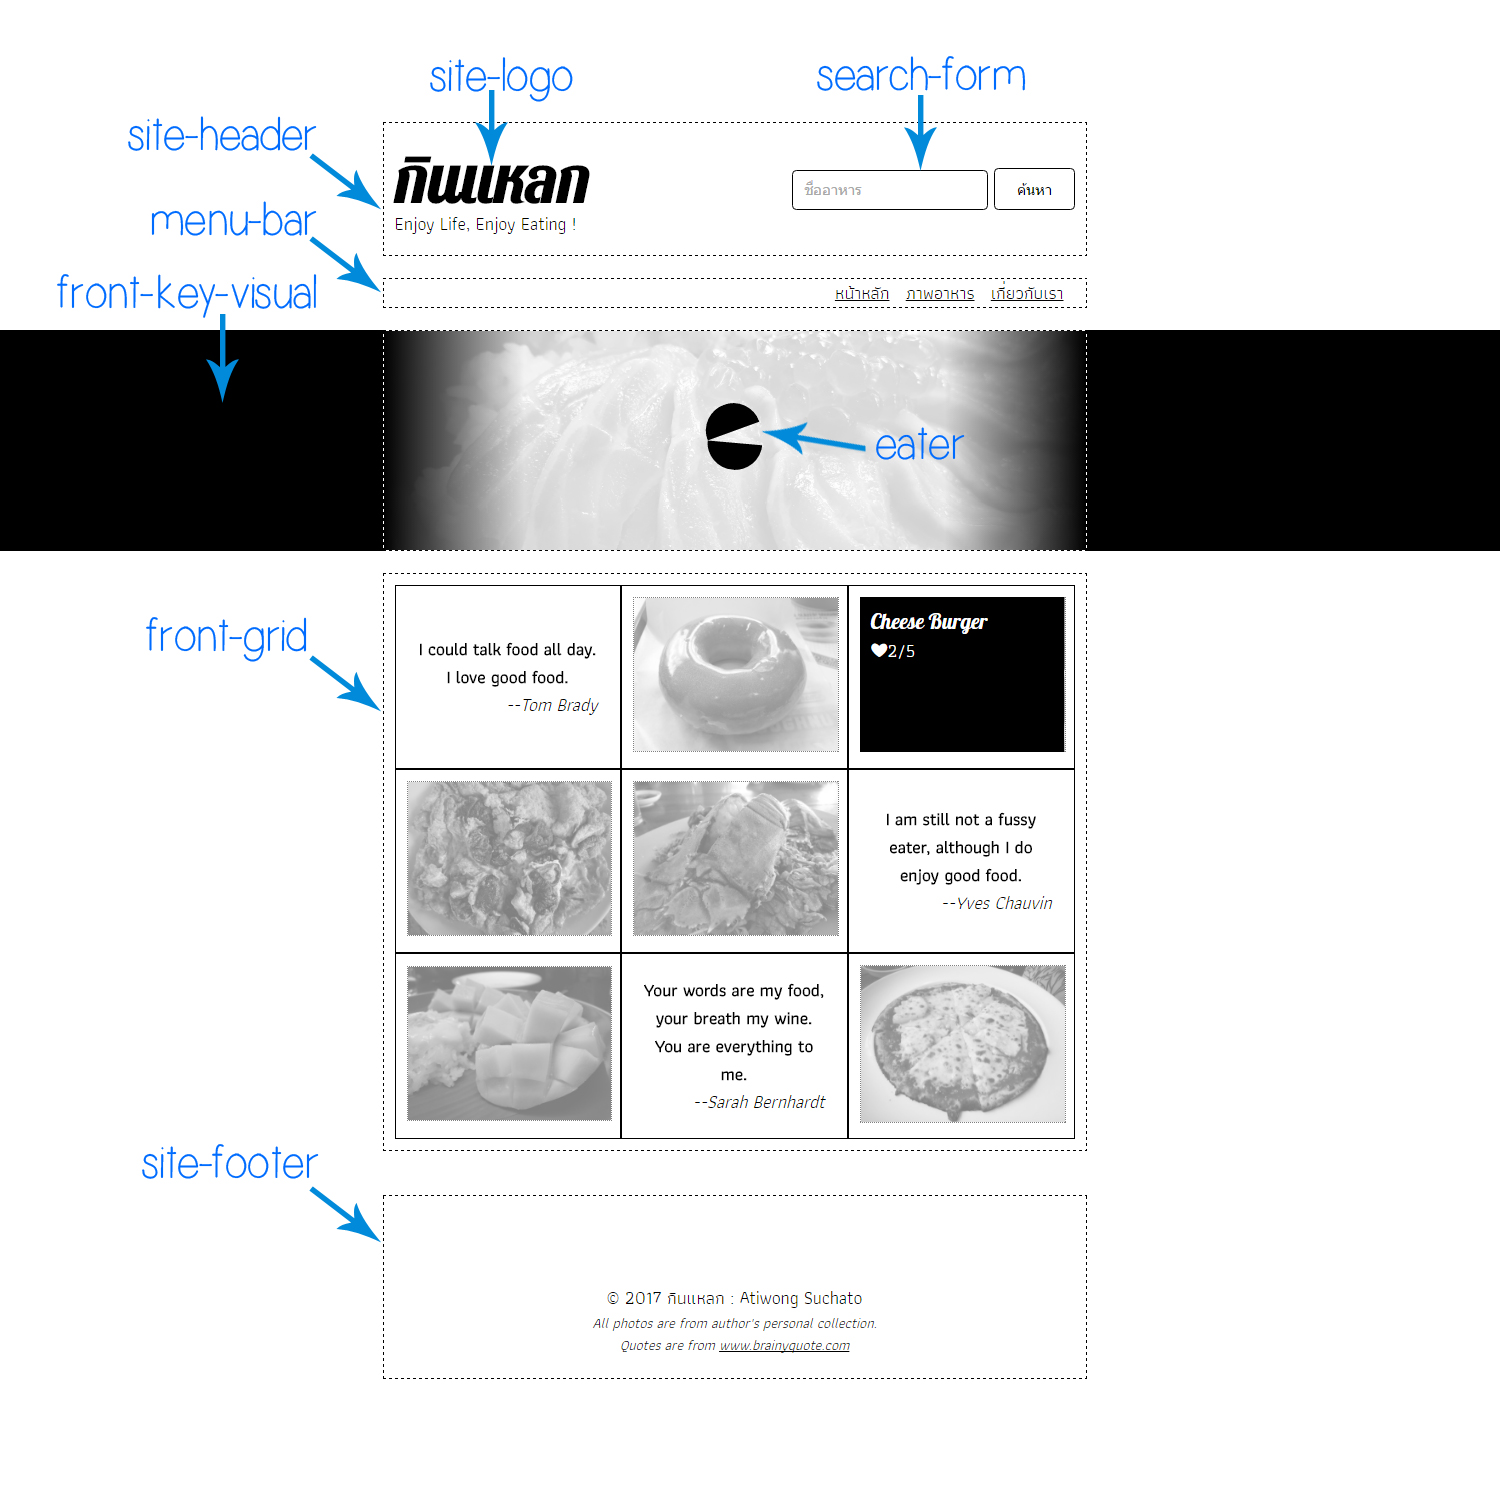 site-logo
search-form
site-header
กินแหลก
Enjoy Life, Enjoy Eating !
ชื่ออาหาร
ค้นหา
menu-bar
front-key-visual
หน้าหลัก ภาพอาหาร เกี่ยวกับเรา
eater
front-grid
I could talk food all day.
I love good food.
--Tom Brady
Cheese Burger
♥2/5
I am still not a fussy
eater, although I do
enjoy good food.
--Yves Chauvin
Your words are my food,
your breath my wine.
You are everything to
me.
--Sarah Bernhardt
site-footer
© 2017 กินแหลก : Atiwong Suchato
All photos are from author's personal collection.
Quotes are from www.brainyquote.com